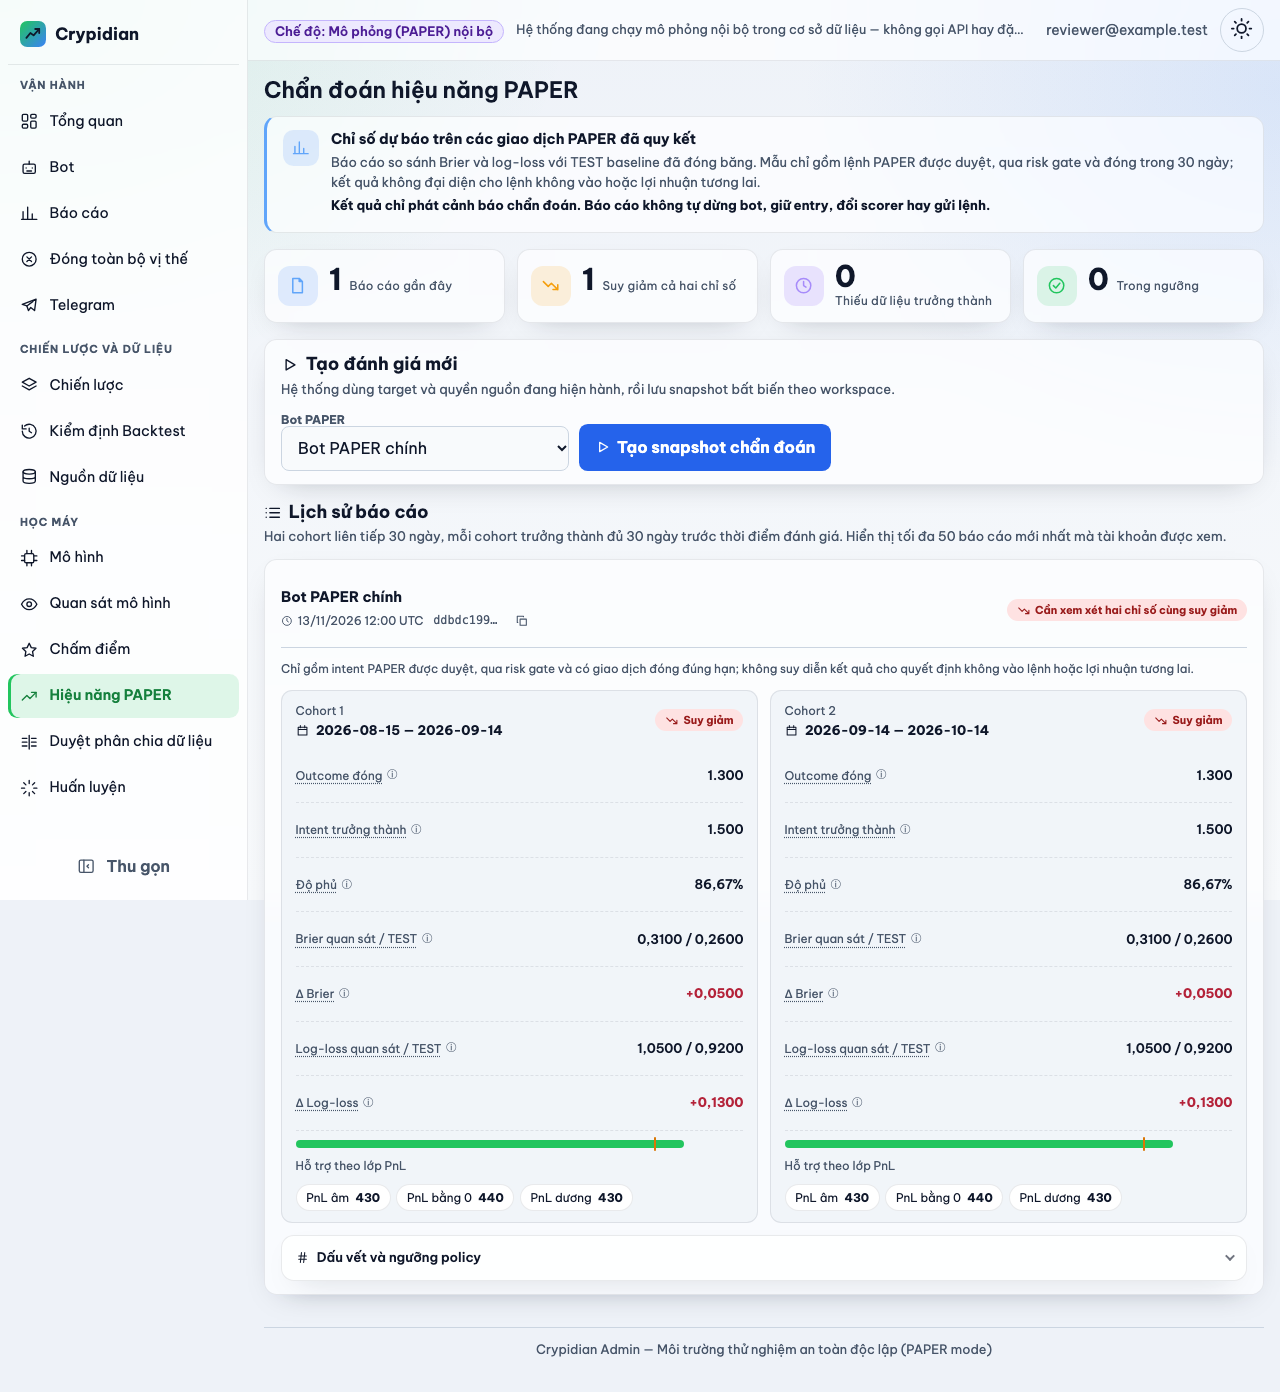 Crypidian
VẬN HÀNH
Tổng quan
Bot
Báo cáo
Đóng toàn bộ vị thế
Telegram
CHIẾN LƯỢC VÀ DỮ LIỆU
Chiến lược
Kiểm định Backtest
Nguồn dữ liệu
HỌC MÁY
Mô hình
Quan sát mô hình
Chấm điểm
Hiệu năng PAPER
Duyệt phân chia dữ liệu
Huấn luyện
Thu gọn
Chế độ: Mô phỏng (PAPER) nội bộ
Hệ thống đang chạy mô phỏng nội bộ trong cơ sở dữ liệu — không gọi API hay đặ...
reviewer@example.test
Chẩn đoán hiệu năng PAPER
Chỉ số dự báo trên các giao dịch PAPER đã quy kết
Báo cáo so sánh Brier và log-loss với TEST baseline đã đóng băng. Mẫu chỉ gồm lệnh PAPER được duyệt, qua risk gate và đóng trong 30 ngày;
kết quả không đại diện cho lệnh không vào hoặc lợi nhuận tương lai.
Kết quả chỉ phát cảnh báo chẩn đoán. Báo cáo không tự dừng bot, giữ entry, đổi scorer hay gửi lệnh.
1 Báo cáo gần đây
1 Suy giảm cả hai chỉ số
0
Thiếu dữ liệu trưởng thành
0 Trong ngưỡng
Tạo đánh giá mới
Hệ thống dùng target và quyền nguồn đang hiện hành, rồi lưu snapshot bất biến theo workspace.
Bot PAPER
Bot PAPER chính
Tạo snapshot chẩn đoán
Lịch sử báo cáo
Hai cohort liên tiếp 30 ngày, mỗi cohort trưởng thành đủ 30 ngày trước thời điểm đánh giá. Hiển thị tối đa 50 báo cáo mới nhất mà tài khoản được xem.
Bot PAPER chính
13/11/2026 12:00 UTC ddbdc199…
Cần xem xét hai chỉ số cùng suy giảm
Chỉ gồm intent PAPER được duyệt, qua risk gate và có giao dịch đóng đúng hạn; không suy diễn kết quả cho quyết định không vào lệnh hoặc lợi nhuận tương lai.
Cohort 1
2026-08-15 — 2026-09-14
Suy giảm
Outcome đóng ⓘ 1.300
Intent trưởng thành ⓘ 1.500
Độ phủ ⓘ 86,67%
Brier quan sát / TEST ⓘ 0,3100 / 0,2600
Δ Brier ⓘ +0,0500
Log-loss quan sát / TEST ⓘ 1,0500 / 0,9200
Δ Log-loss ⓘ +0,1300
Hỗ trợ theo lớp PnL
PnL âm 430 PnL bằng 0 440 PnL dương 430
Cohort 2
2026-09-14 — 2026-10-14
Suy giảm
Outcome đóng ⓘ 1.300
Intent trưởng thành ⓘ 1.500
Độ phủ ⓘ 86,67%
Brier quan sát / TEST ⓘ 0,3100 / 0,2600
Δ Brier ⓘ +0,0500
Log-loss quan sát / TEST ⓘ 1,0500 / 0,9200
Δ Log-loss ⓘ +0,1300
Hỗ trợ theo lớp PnL
PnL âm 430 PnL bằng 0 440 PnL dương 430
# Dấu vết và ngưỡng policy
Crypidian Admin — Môi trường thử nghiệm an toàn độc lập (PAPER mode)